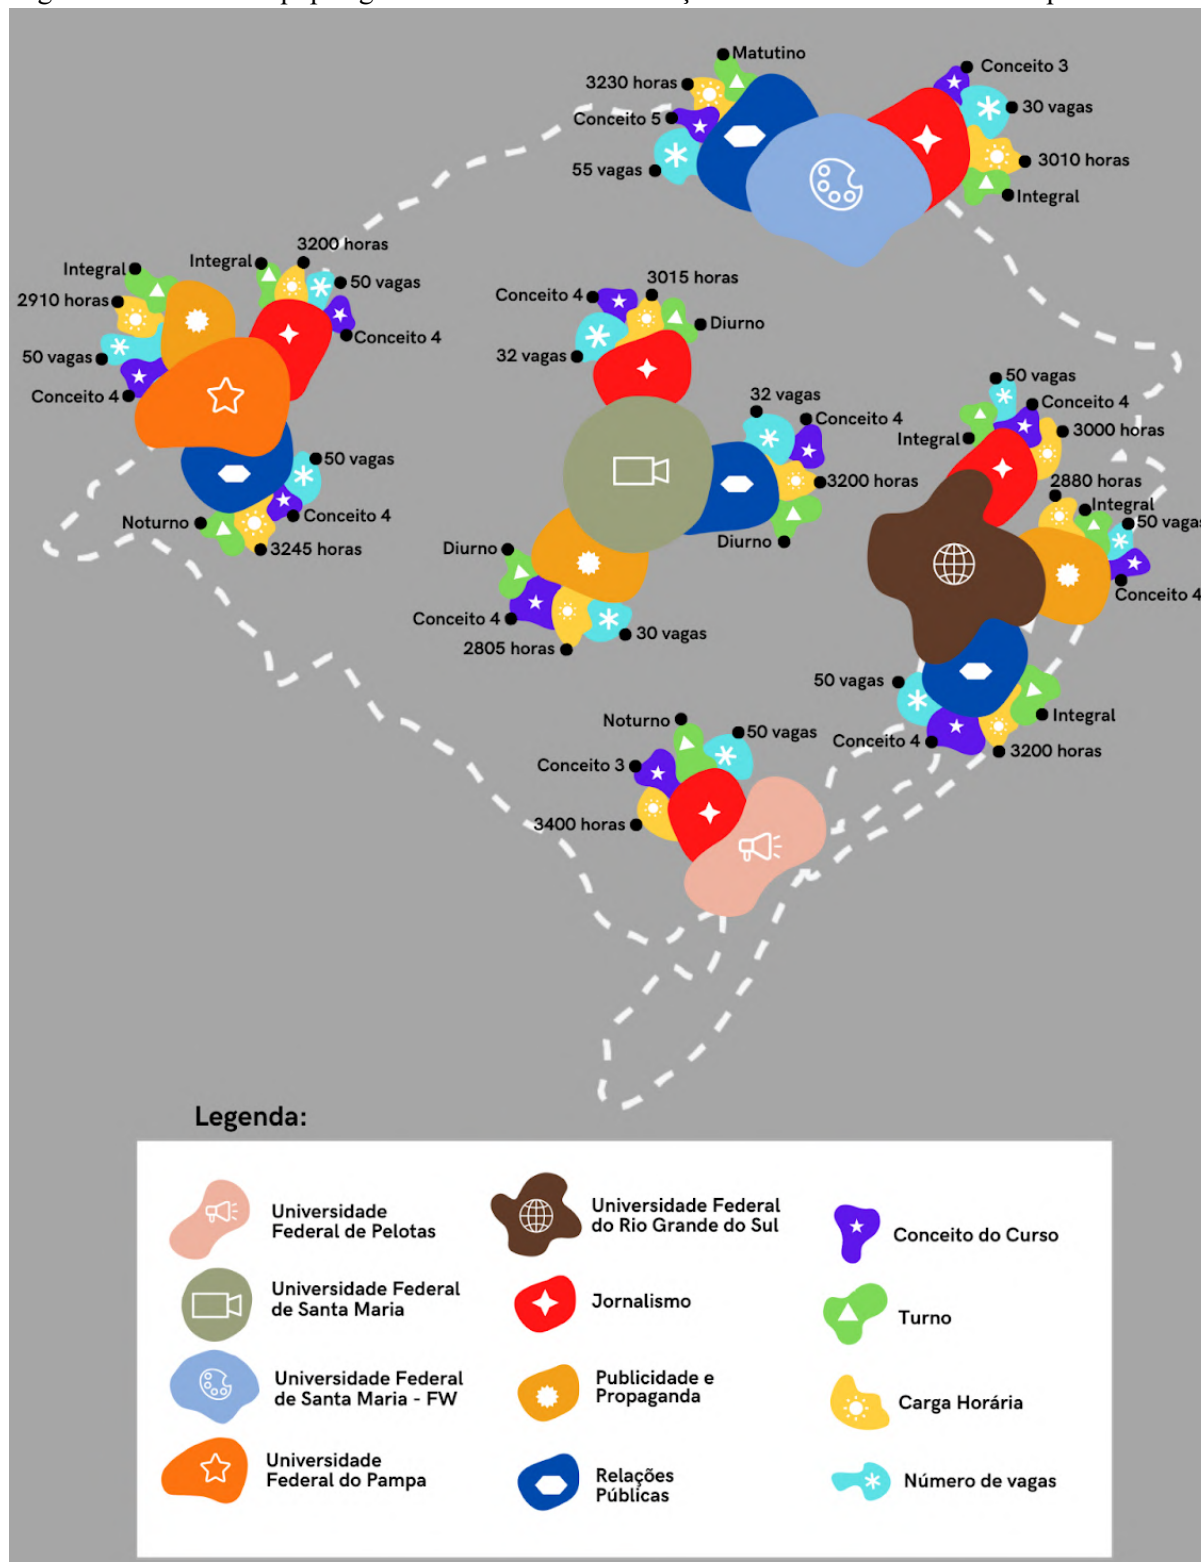 Matutino
3230 horas
Conceito 5
55 vagas
Conceito 3
30 vagas
3010 horas
Integral
Integral
2910 horas
50 vagas
Conceito 4
Integral
3200 horas
50 vagas
Conceito 4
50 vagas
Conceito 4
Noturno
3245 horas
Conceito 4
3015 horas
Diurno
32 vagas
32 vagas
Conceito 4
3200 horas
Diurno
Diurno
Conceito 4
2805 horas
30 vagas
50 vagas
Conceito 4
3000 horas
Integral
2880 horas
Integral
50 vagas
Conceito 4
50 vagas
Conceito 4
Integral
3200 horas
Noturno
50 vagas
Conceito 3
3400 horas
Legenda:
Universidade
Federal de Pelotas
Universidade Federal
de Santa Maria
Universidade Federal
de Santa Maria - FW
Universidade
Federal do Pampa
Universidade Federal
do Rio Grande do Sul
Jornalismo
Publicidade e
Propaganda
Relações
Públicas
Conceito do Curso
Turno
Carga Horária
Número de vagas